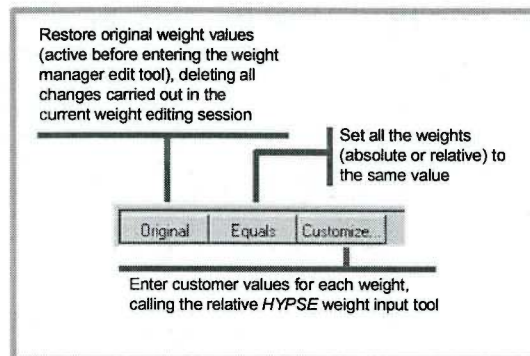 Restore original weight values
(active before entering the weight
manager edit tool), deleting all
changes carried out in the
current weight editing session
Set all the weights
(absolute or relative) to
the same value
Original
Equals
Customize...
Enter customer values for each weight,
calling the relative HYPSE weight input tool